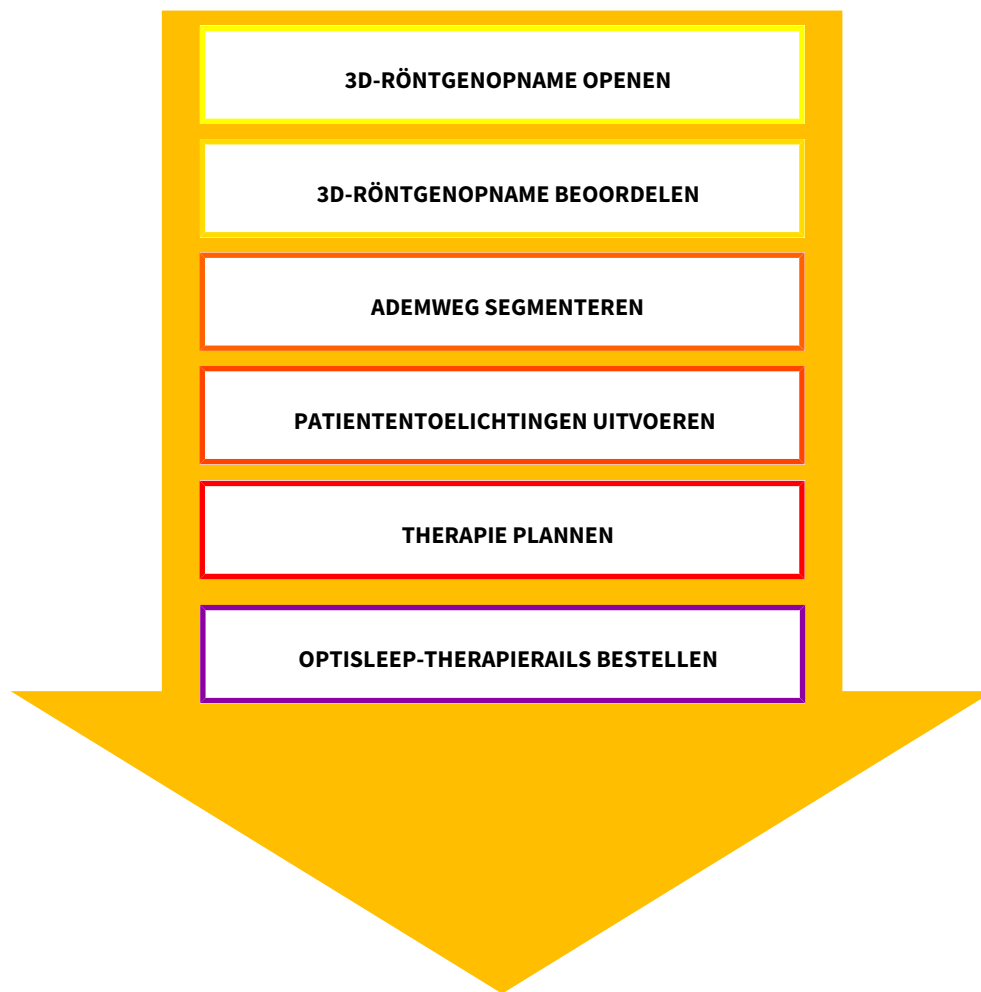 3D-RÖNTGENOPNAME OPENEN
3D-RÖNTGENOPNAME BEOORDELEN
ADEMWEG SEGMENTEREN
PATIENTENTOELICHTINGEN UITVOEREN
THERAPIE PLANNEN
OPTISLEEP-THERAPIERAILS BESTELLEN